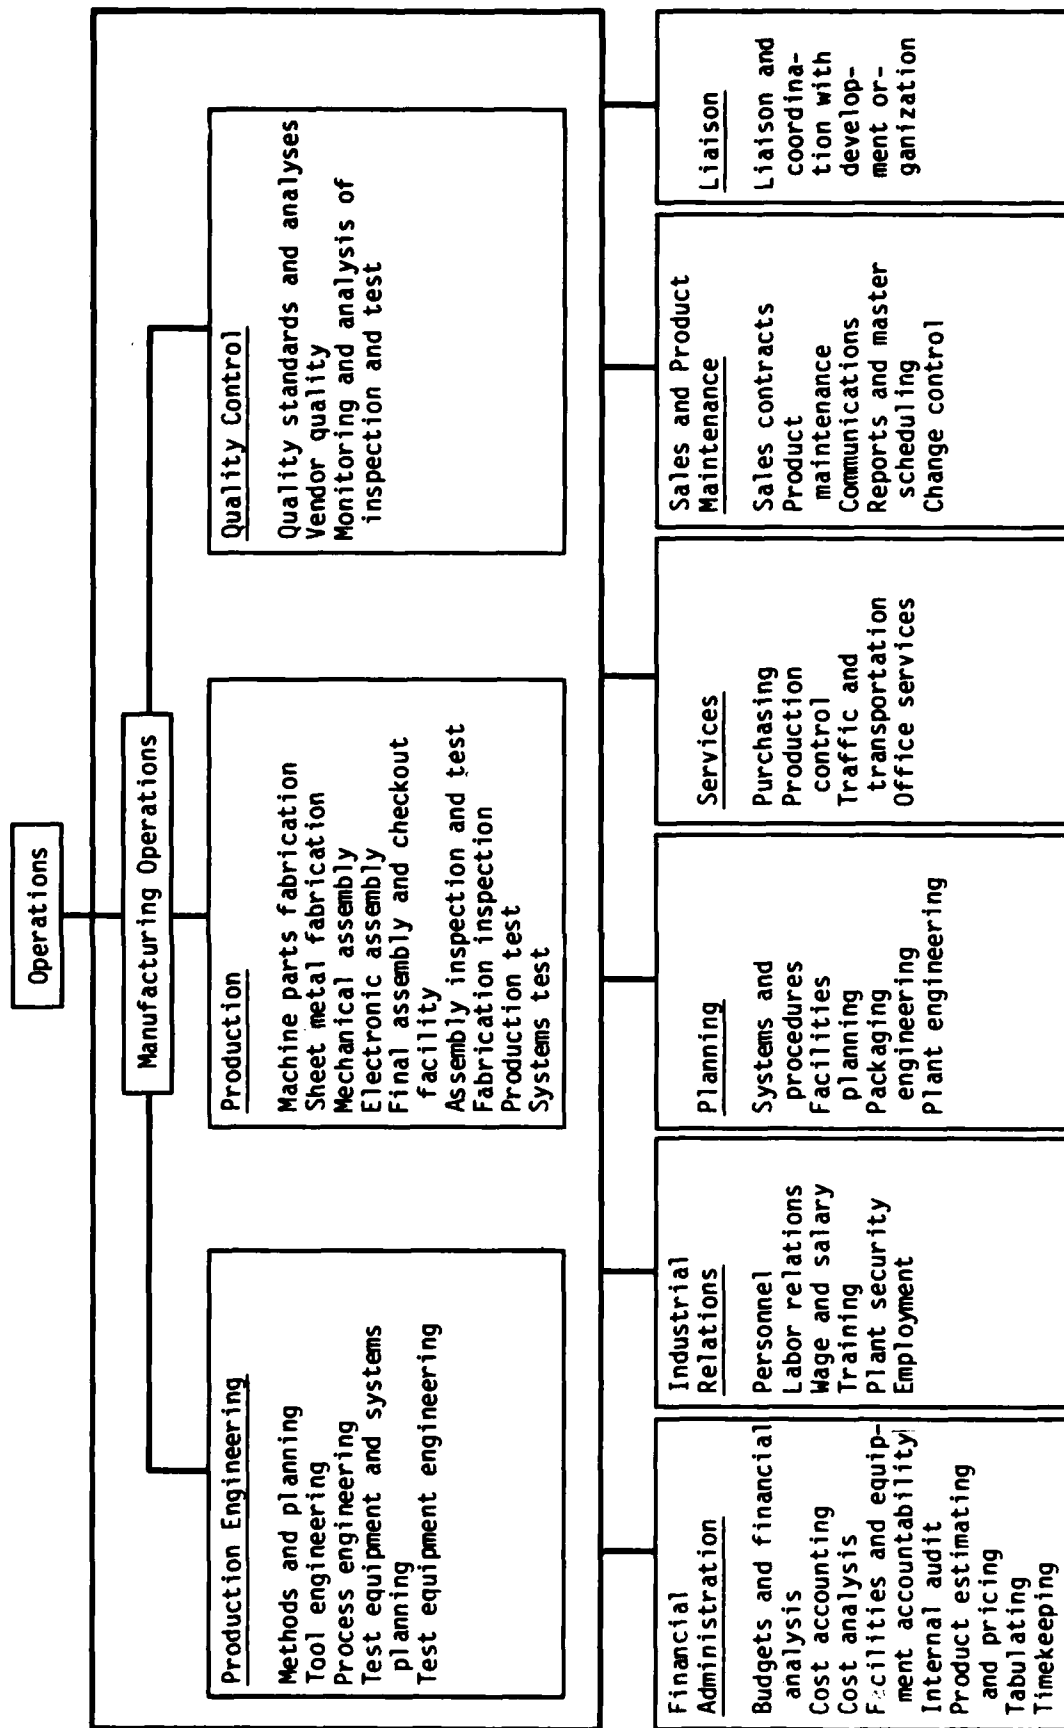 Operations
Manufacturing Operations
Production Engineering
Methods and planning
Tool engineering
Process engineering
Test equipment and systems
planning
Test equipment engineering
Production
Machine parts fabrication
Sheet metal fabrication
Mechanical assembly
Electronic assembly
Final assembly and checkout
facility
Assembly inspection and test
Fabrication inspection
Production test
Systems test
Quality Control
Quality standards and analyses
Vendor quality
Monitoring and analysis of
inspection and test
Financial
Administration
Budgets and financial
analysis
Cost accounting
Cost analysis
Facilities and equip-
ment accountability
Internal audit
Product estimating
and pricing
Tabulating
Timekeeping
Industrial
Relations
Personnel
Labor relations
Wage and salary
Training
Plant security
Employment
Planning
Systems and
procedures
Facilities
planning
Packaging
engineering
Plant engineering
Services
Purchasing
Production
control
Traffic and
transportation
Office services
Sales and Product
Maintenance
Sales contracts
Product
maintenance
Communications
Reports and master
scheduling
Change control
Liaison
Liaison and
coordina-
tion with
develop-
ment or-
ganization